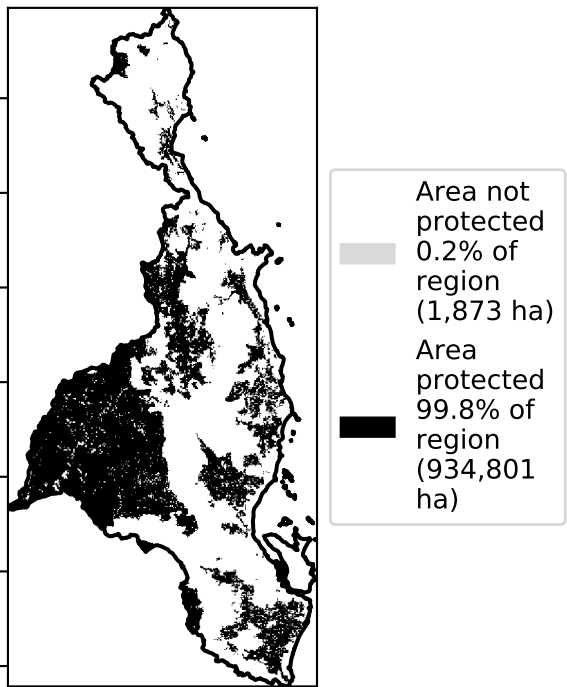 Area not
protected
0.2% of
region
(1,873 ha)
Area
protected
99.8% of
region
(934,801
ha)